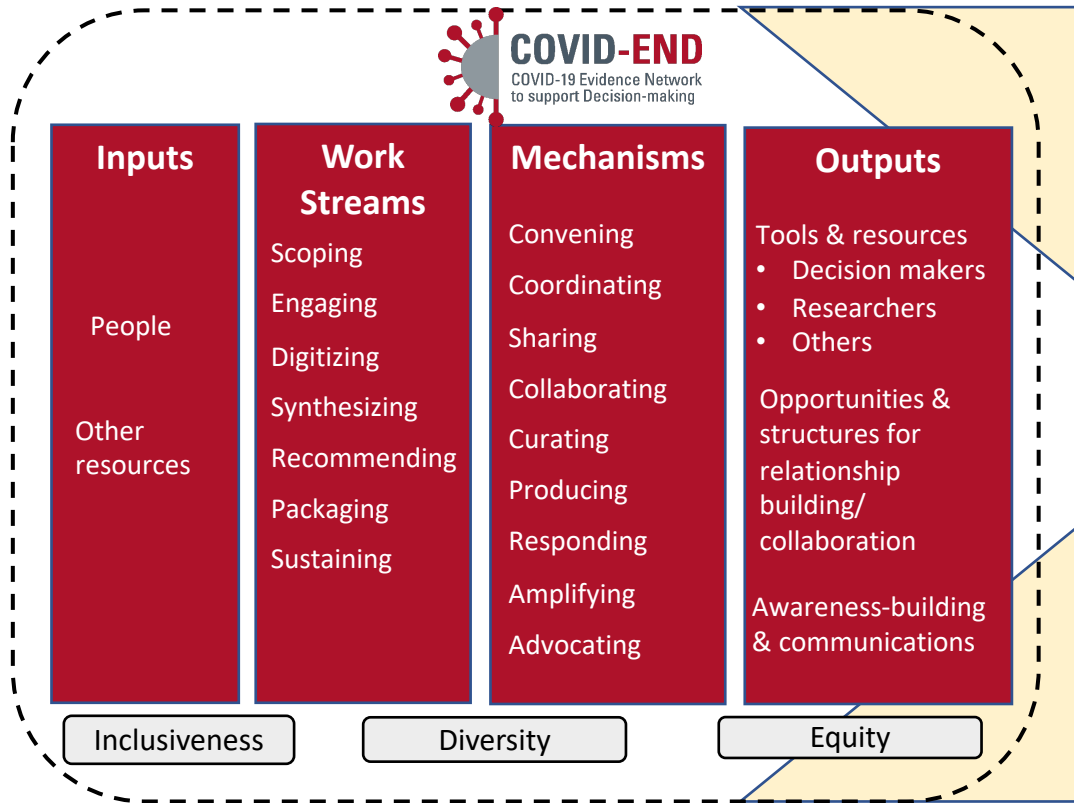 COVID-END
COVID-19 Evidence Network
to support Decision-making
Inputs
People
Other
resources
Work
Streams
Scoping
Engaging
Digitizing
Synthesizing
Recommending
Packaging
Sustaining
Mechanisms
Convening
Coordinating
Sharing
Collaborating
Curating
Producing
Responding
Amplifying
Advocating
Outputs
Tools & resources
• Decision makers
• Researchers
• Others
Opportunities &
structures for
relationship
building/
collaboration
Awareness-building
& communications
Inclusiveness
Diversity
Equity